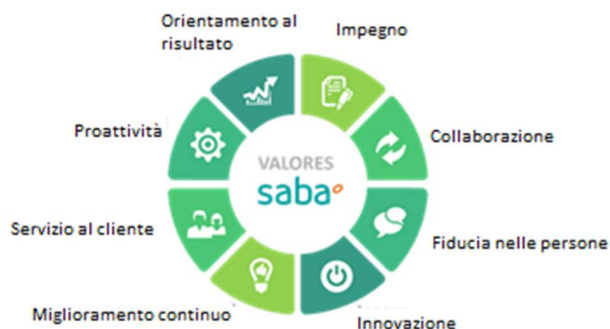 Orientamento al
risultato
Impegno
Proattività
Collaborazione
VALORES
saba
Servizio al cliente
Fiducia nelle persone
Miglioramento continuo
Innovazione